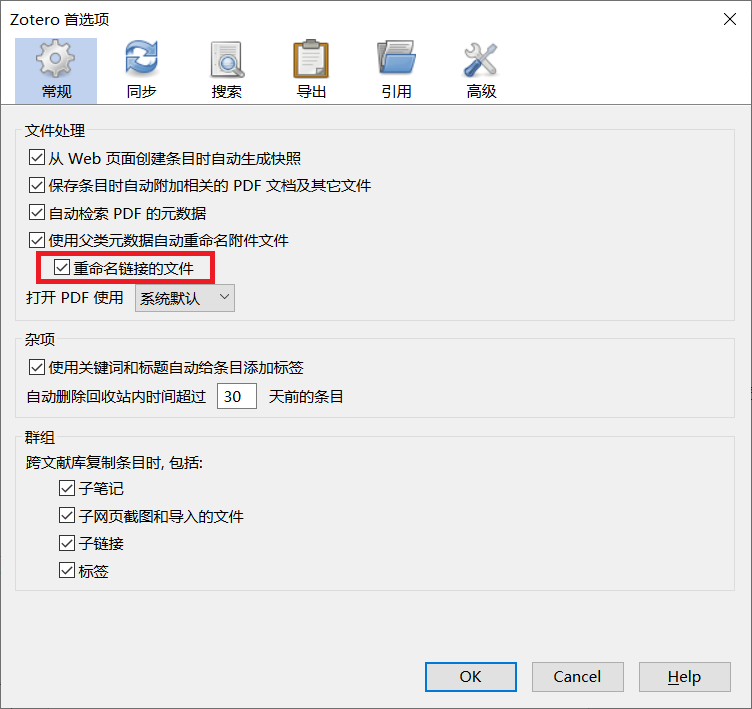 Zotero 首选项
常规 同步 搜索 导出 引用 高级
文件处理
从 Web 页面创建条目时自动生成快照
保存条目时自动附加相关的 PDF 文档及其它文件
自动检索 PDF 的元数据
使用父类元数据自动重命名附件文件
重命名链接的文件
打开 PDF 使用 系统默认
杂项
使用关键词和标题自动给条目添加标签
自动删除回收站内时间超过 30 天前的条目
群组
跨文献库复制条目时, 包括:
子笔记
子网页截图和导入的文件
子链接
标签
OK Cancel Help